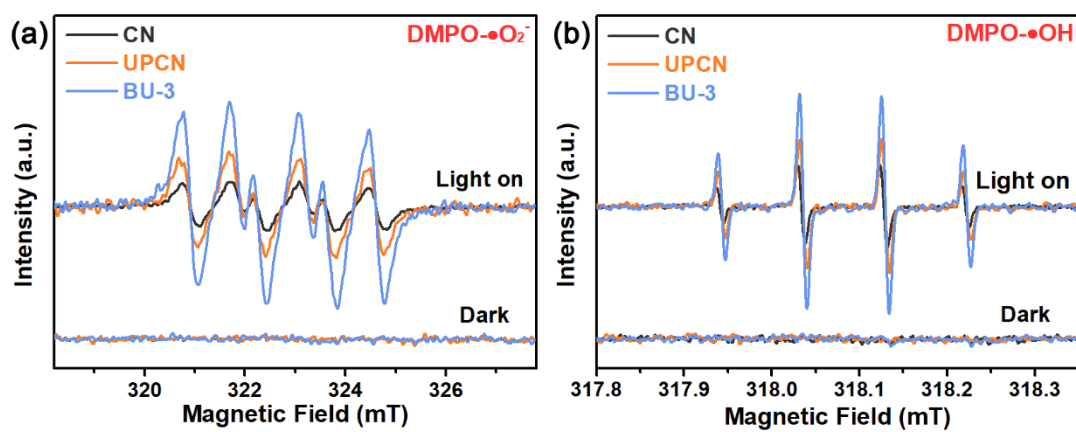 (a)
DMPO-•O₂⁻
CN
UPCN
BU-3
Light on
Dark
Intensity (a.u.)
320 322 324 326
Magnetic Field (mT)
(b)
DMPO-•OH
CN
UPCN
BU-3
Light on
Dark
Intensity (a.u.)
317.8 317.9 318.0 318.1 318.2 318.3
Magnetic Field (mT)